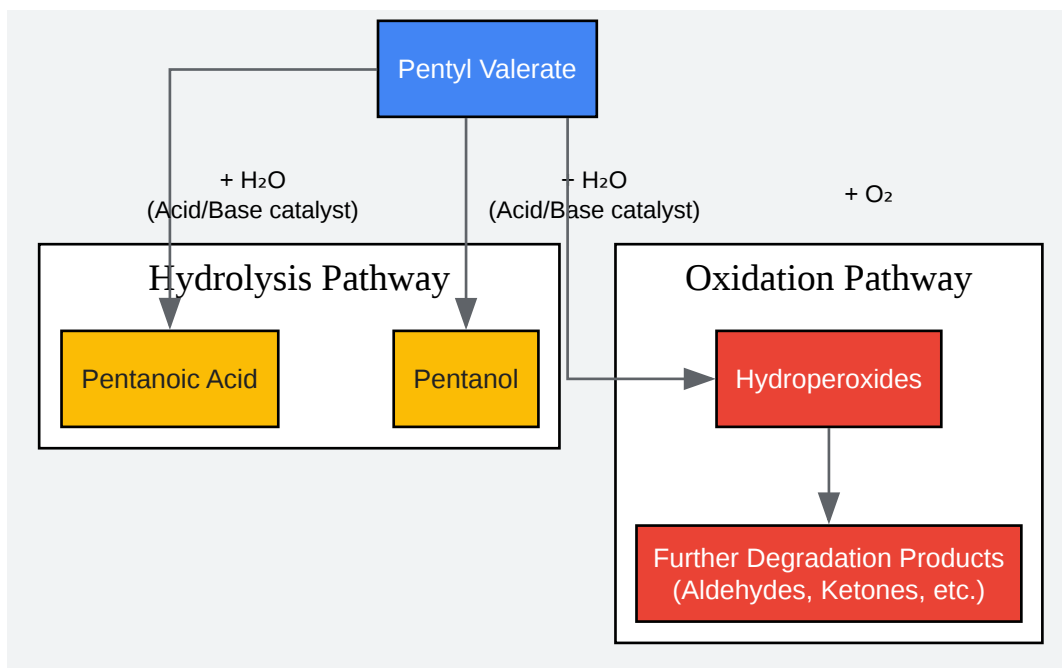 Pentyl Valerate
+ H₂O
(Acid/Base catalyst)
+ H₂O
(Acid/Base catalyst)
+ O₂
Hydrolysis Pathway
Oxidation Pathway
Pentanoic Acid
Pentanol
Hydroperoxides
Further Degradation Products
(Aldehydes, Ketones, etc.)